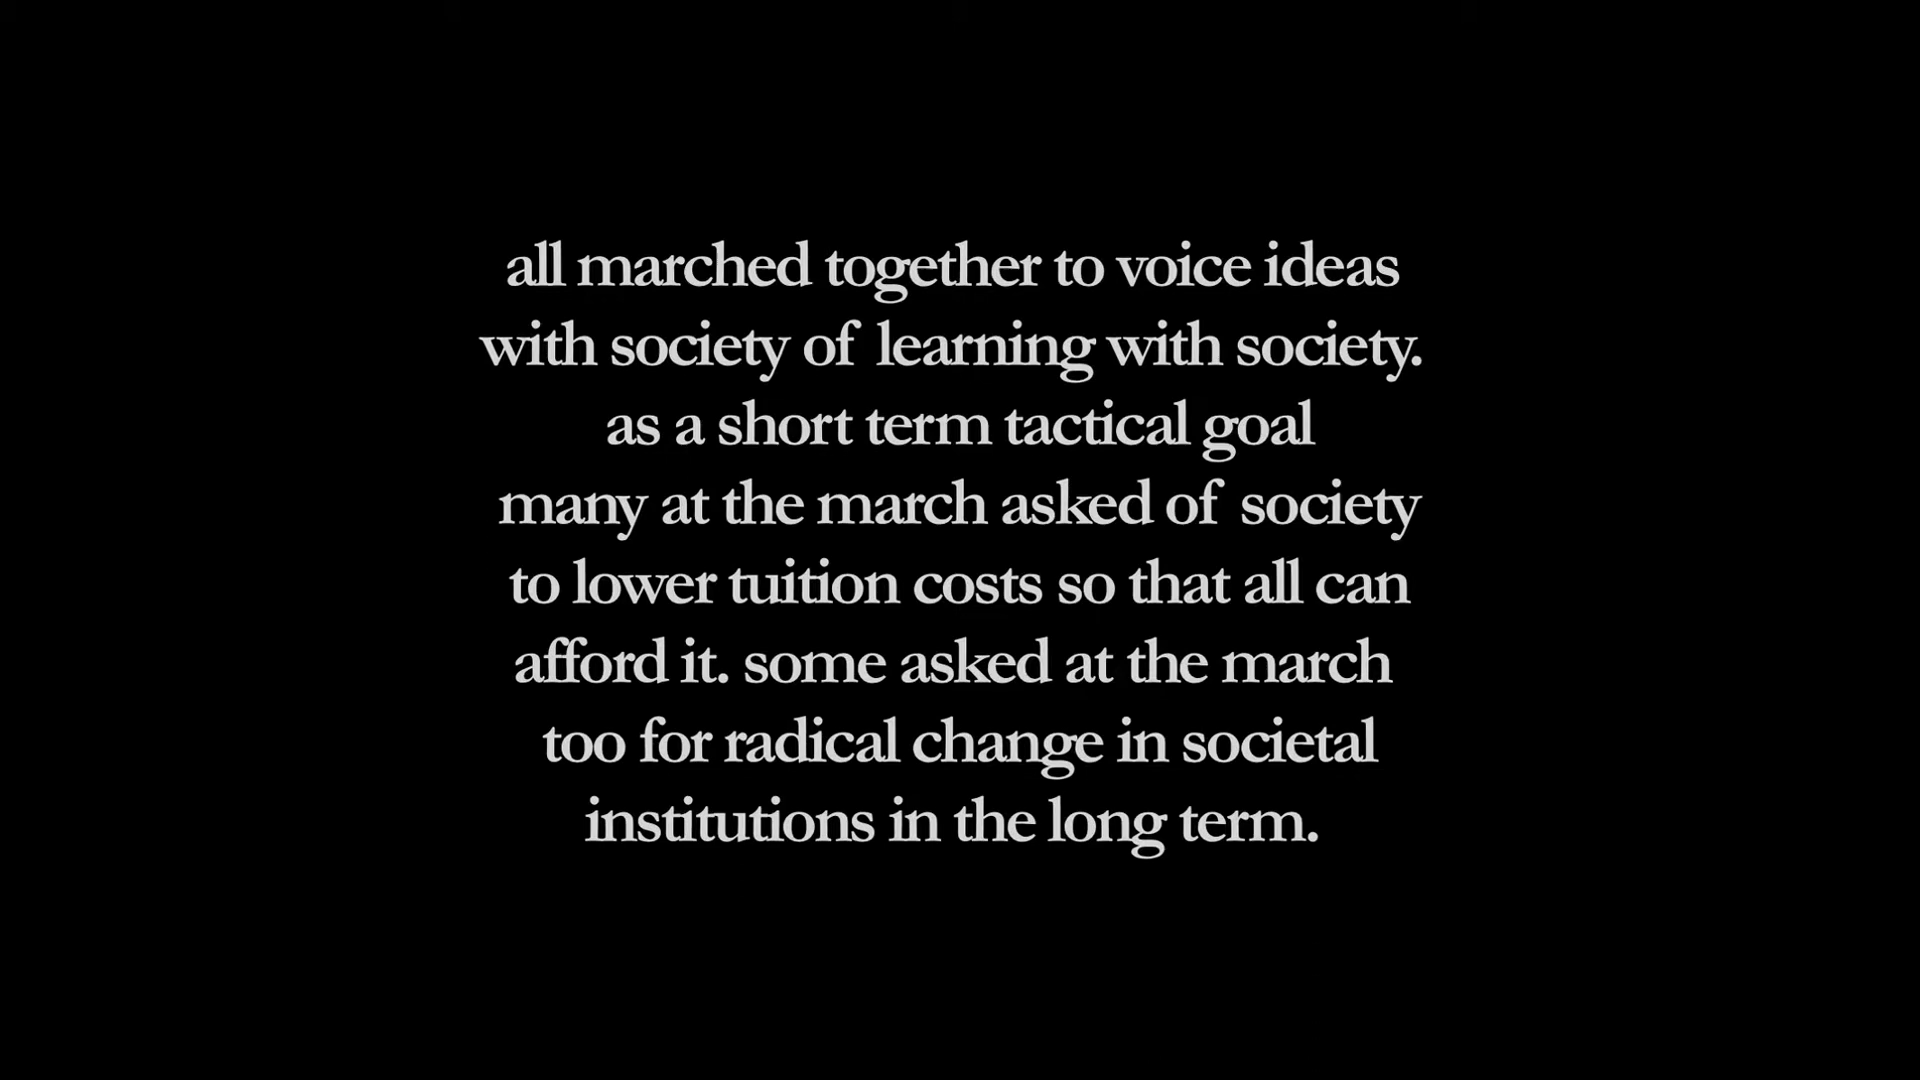 all marched together to voice ideas
with society of learning with society.
as a short term tactical goal
many at the march asked of society
to lower tuition costs so that all can
afford it. some asked at the march
too for radical change in societal
institutions in the long term.